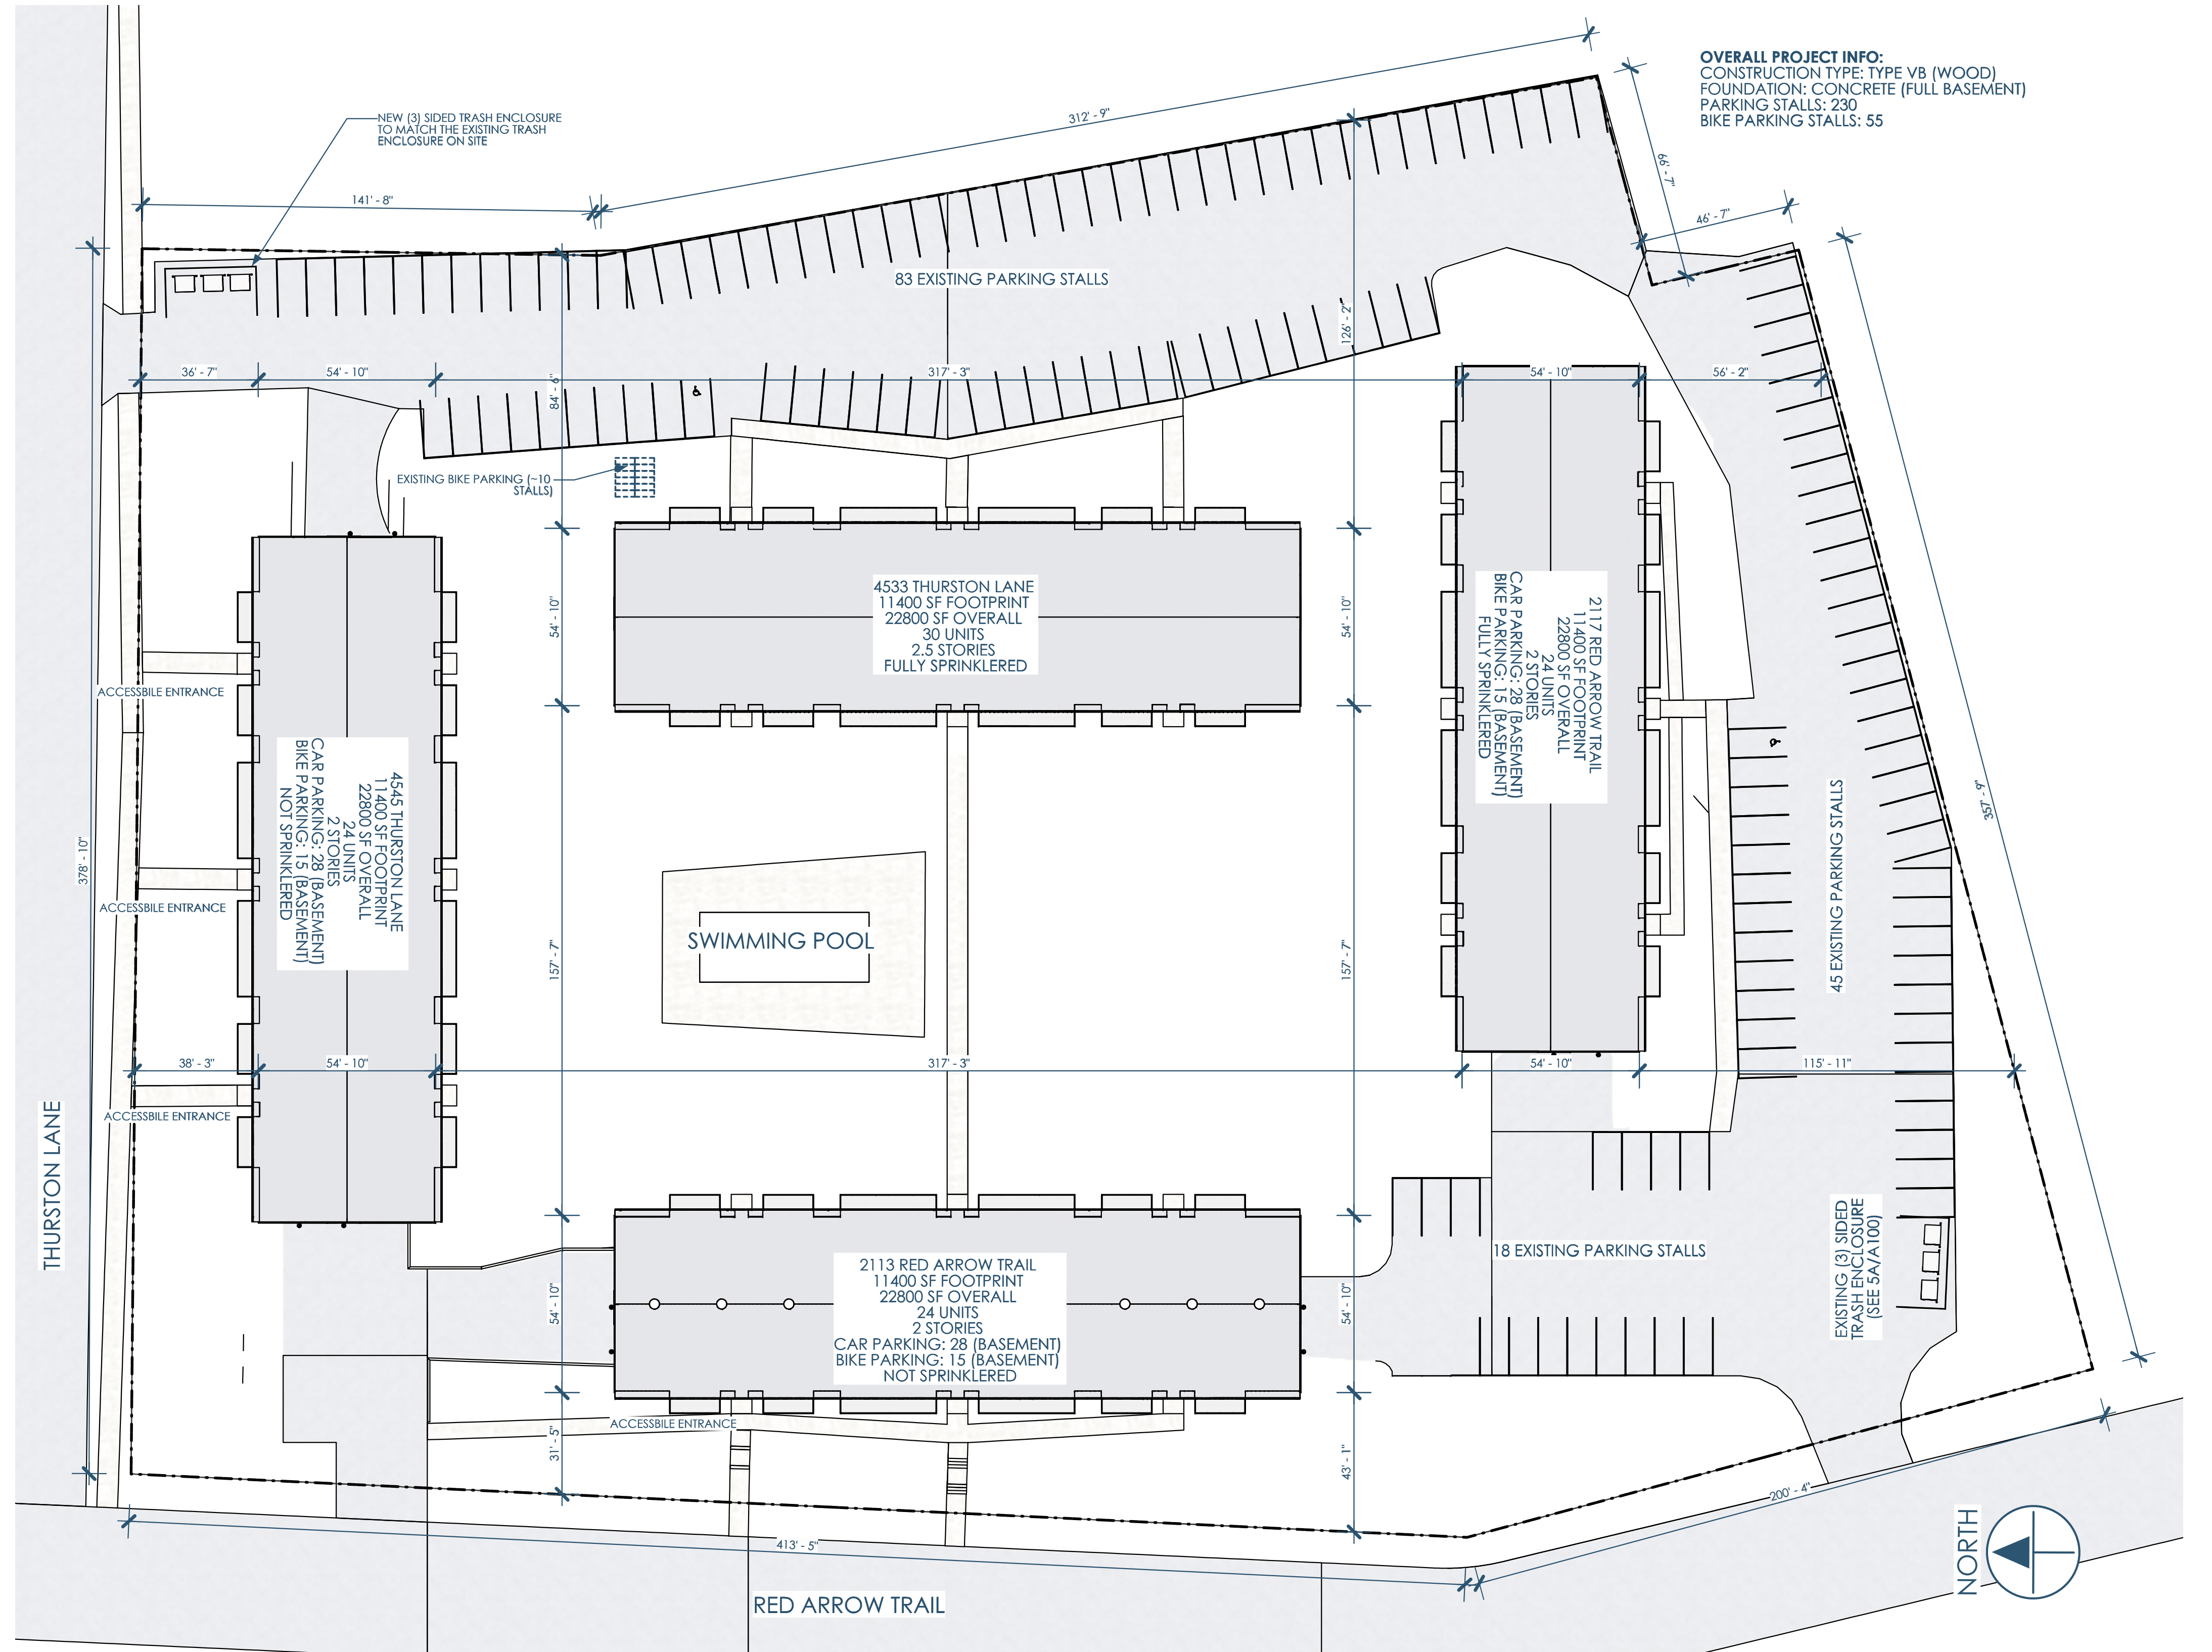 OVERALL PROJECT INFO:
CONSTRUCTION TYPE: TYPE VB (WOOD)
FOUNDATION: CONCRETE (FULL BASEMENT)
PARKING STALLS: 230
BIKE PARKING STALLS: 55
NEW (3) SIDED TRASH ENCLOSURE
TO MATCH THE EXISTING TRASH
ENCLOSURE ON SITE
312' - 9"
66' - 7"
46' - 7"
141' - 8"
83 EXISTING PARKING STALLS
126' - 2"
84' - 6"
36' - 7"
54' - 10"
317' - 3"
54' - 10"
56' - 2"
EXISTING BIKE PARKING (~10
STALLS)
4533 THURSTON LANE
11400 SF FOOTPRINT
22800 SF OVERALL
30 UNITS
2.5 STORIES
FULLY SPRINKLERED
54' - 10"
54' - 10"
2117 RED ARROW TRAIL
11400 SF FOOTPRINT
22800 SF OVERALL
24 UNITS
2 STORIES
CAR PARKING: 28 (BASEMENT)
BIKE PARKING: 15 (BASEMENT)
FULLY SPRINKLERED
ACCESSBILE ENTRANCE
4545 THURSTON LANE
11400 SF FOOTPRINT
22800 SF OVERALL
24 UNITS
2 STORIES
CAR PARKING: 28 (BASEMENT)
BIKE PARKING: 15 (BASEMENT)
NOT SPRINKLERED
378' - 10"
ACCESSBILE ENTRANCE
SWIMMING POOL
157' - 7"
157' - 7"
45 EXISTING PARKING STALLS
357' - 9"
38' - 3"
54' - 10"
317' - 3"
54' - 10"
115' - 11"
ACCESSBILE ENTRANCE
THURSTON LANE
2113 RED ARROW TRAIL
11400 SF FOOTPRINT
22800 SF OVERALL
24 UNITS
2 STORIES
CAR PARKING: 28 (BASEMENT)
BIKE PARKING: 15 (BASEMENT)
NOT SPRINKLERED
54' - 10"
54' - 10"
18 EXISTING PARKING STALLS
EXISTING (3) SIDED
TRASH ENCLOSURE
(SEE 5A/A100)
ACCESSBILE ENTRANCE
31' - 5"
43' - 1"
200' - 4"
413' - 5"
RED ARROW TRAIL
NORTH